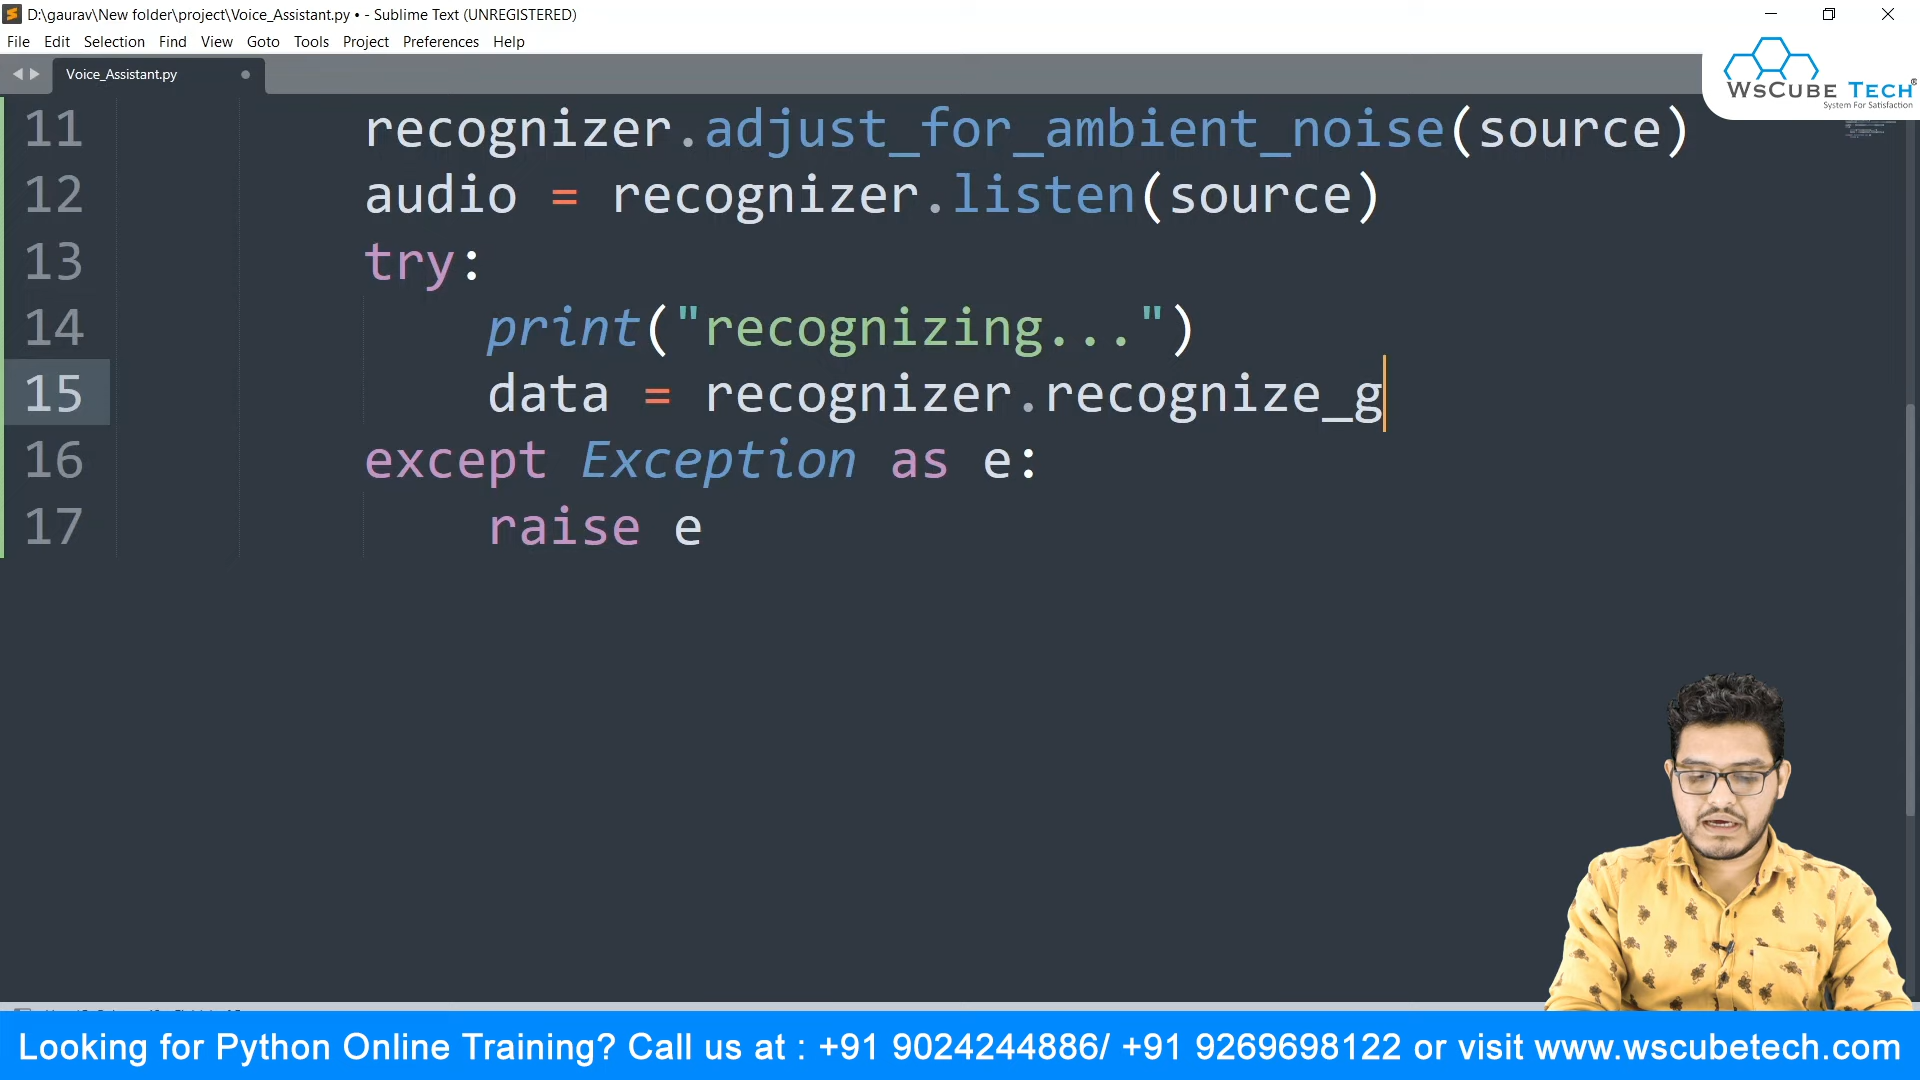 D:\gaurav\New folder\project\Voice_Assistant.py • - Sublime Text (UNREGISTERED)
File Edit Selection Find View Goto Tools Project Preferences Help
Voice_Assistant.py
WsCube Tech®
System For Satisfaction
11 recognizer.adjust_for_ambient_noise(source)
12 audio = recognizer.listen(source)
13 try:
14 print("recognizing...")
15 data = recognizer.recognize_g
16 except Exception as e:
17 raise e
Looking for Python Online Training? Call us at : +91 9024244886/ +91 9269698122 or visit www.wscubetech.com